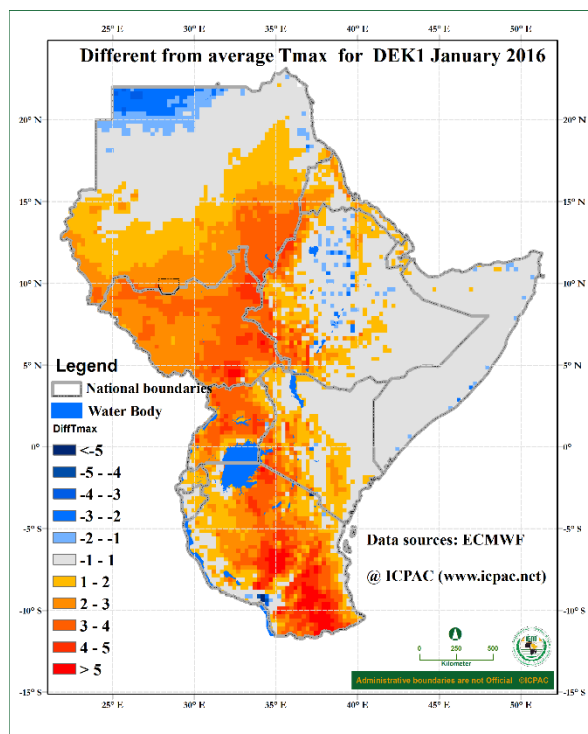 25° E 30° E 35° E 40° E 45° E 50° E
Different from average Tmax for DEK1 January 2016
20° N 20° N
15° N 15° N
10° N 10° N
5° N 5° N
Legend
National boundaries
Water Body
DiffTmax
0° 0°
<-5
-5 - -4
-4 - -3
-3 - -2
-2 - -1
-1 - 1
1 - 2
2 - 3
3 - 4
4 - 5
> 5
-5° S -5° S
Data sources: ECMWF
@ ICPAC (www.icpac.net)
-10° S -10° S
0 250 500
Kilometer
Administrative boundaries are not Official ©ICPAC
-15° S -15° S
25° E 30° E 35° E 40° E 45° E 50° E